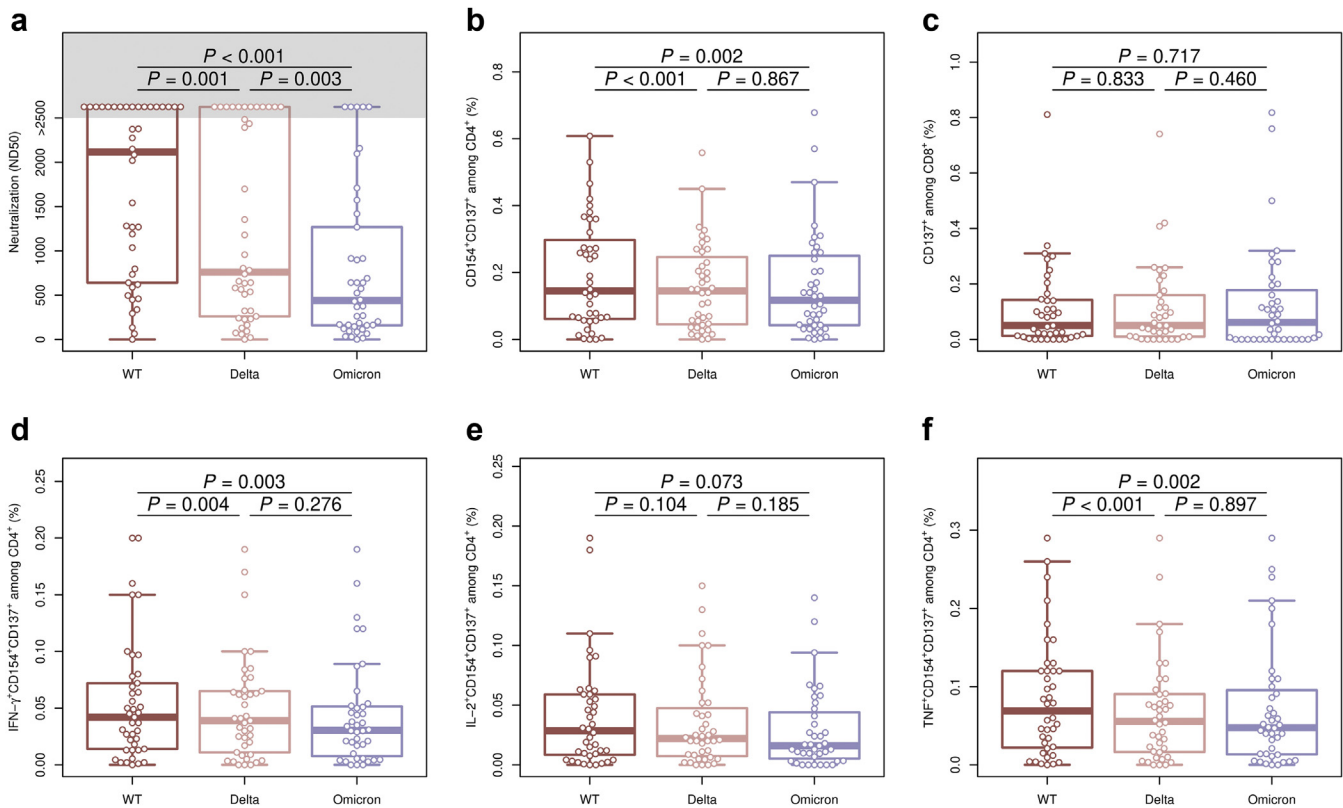 a
P < 0.001
P = 0.001 P = 0.003
Neutralization (ND50)
>2500
2000
1500
1000
500
0
WT Delta Omicron
b
P = 0.002
P < 0.001 P = 0.867
CD154⁺CD137⁺ among CD4⁺ (%)
0.8
0.6
0.4
0.2
0.0
WT Delta Omicron
c
P = 0.717
P = 0.833 P = 0.460
CD137⁺ among CD8⁺ (%)
1.0
0.8
0.6
0.4
0.2
0.0
WT Delta Omicron
d
P = 0.003
P = 0.004 P = 0.276
IFN−γ⁺CD154⁺CD137⁺ among CD4⁺ (%)
0.25
0.20
0.15
0.10
0.05
0.00
WT Delta Omicron
e
P = 0.073
P = 0.104 P = 0.185
IL−2⁺CD154⁺CD137⁺ among CD4⁺ (%)
0.25
0.20
0.15
0.10
0.05
0.00
WT Delta Omicron
f
P = 0.002
P < 0.001 P = 0.897
TNF⁺CD154⁺CD137⁺ among CD4⁺ (%)
0.3
0.2
0.1
0.0
WT Delta Omicron